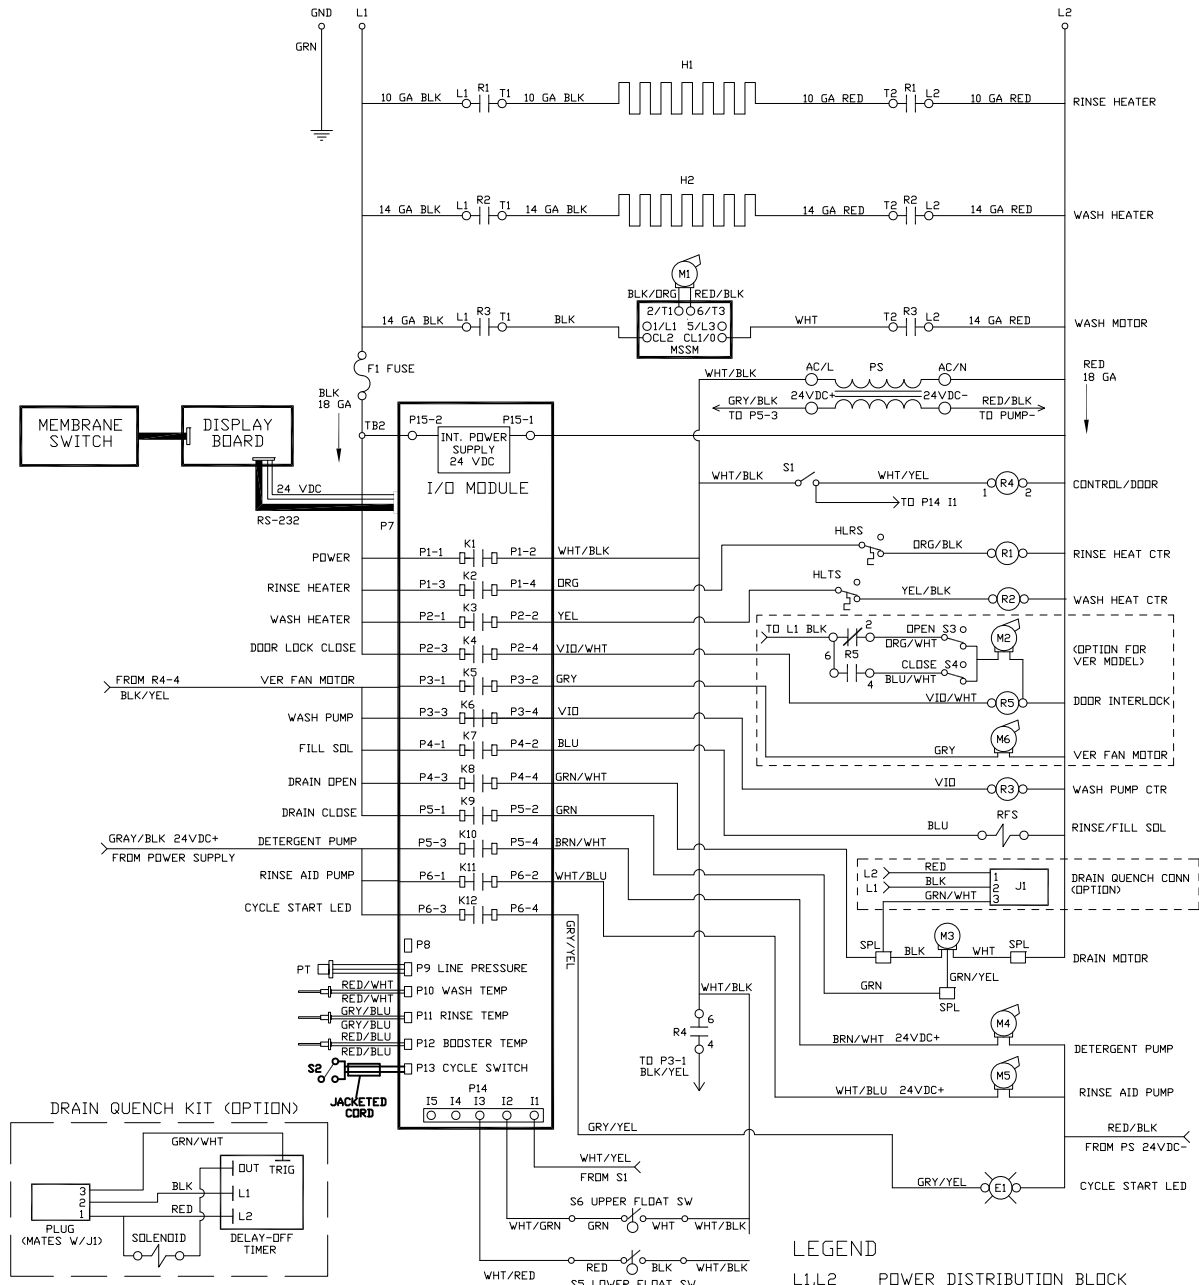 GND L1 L2
GRN
H1
10 GA BLK L1 R1 T1 10 GA BLK 10 GA RED T2 R1 L2 10 GA RED RINSE HEATER
H2
14 GA BLK L1 R2 T1 14 GA BLK 14 GA RED T2 R2 L2 14 GA RED WASH HEATER
M1
BLK/ORG RED/BLK
2/T1 6/T3
14 GA BLK L1 R3 T1 BLK 1/L1 5/L3 WHT T2 R3 L2 14 GA RED WASH MOTOR
CL2 CL1/0
MSSM
F1 FUSE
WHT/BLK AC/L PS AC/N
RED
18 GA
BLK
18 GA
GRY/BLK 24VDC+ 24VDC- RED/BLK
TO P5-3 TO PUMP-
MEMBRANE
SWITCH
DISPLAY
BOARD
TB2 P15-2 P15-1
INT. POWER
SUPPLY
24 VDC
I/O MODULE
24 VDC
RS-232
P7
WHT/BLK S1 WHT/YEL 1 R4 2 CONTROL/DOOR
TO P14 I1
HLRS
POWER P1-1 K1 P1-2 WHT/BLK ORG/BLK R1 RINSE HEAT CTR
HLTS
RINSE HEATER P1-3 K2 P1-4 ORG YEL/BLK R2 WASH HEAT CTR
WASH HEATER P2-1 K3 P2-2 YEL
TO L1 BLK 2 OPEN S3 M2
ORG/WHT
(OPTION FOR
VER MODEL)
DOOR LOCK CLOSE P2-3 K4 P2-4 VIO/WHT
6 R5 CLOSE S4
4 BLU/WHT
FROM R4-4
BLK/YEL
VER FAN MOTOR P3-1 K5 P3-2 GRY
VIO/WHT R5 DOOR INTERLOCK
WASH PUMP P3-3 K6 P3-4 VIO
M6
GRY VER FAN MOTOR
FILL SOL P4-1 K7 P4-2 BLU
DRAIN OPEN P4-3 K8 P4-4 GRN/WHT VIO R3 WASH PUMP CTR
DRAIN CLOSE P5-1 K9 P5-2 GRN
BLU RFS RINSE/FILL SOL
GRAY/BLK 24VDC+
FROM POWER SUPPLY
DETERGENT PUMP P5-3 K10 P5-4 BRN/WHT
RINSE AID PUMP P6-1 K11 P6-2 WHT/BLU
L2 RED 1
L1 BLK 2 J1
GRN/WHT 3
DRAIN QUENCH CONN
(OPTION)
CYCLE START LED P6-3 K12 P6-4
GRY/YEL
P8
SPL BLK M3 WHT SPL DRAIN MOTOR
GRN/YEL
GRN SPL
PT P9 LINE PRESSURE
RED/WHT
RED/WHT
P10 WASH TEMP
WHT/BLK
GRY/BLU
GRY/BLU
P11 RINSE TEMP
RED/BLU
RED/BLU
P12 BOOSTER TEMP
6
R4
4
M4
BRN/WHT 24VDC+ DETERGENT PUMP
S2 P13 CYCLE SWITCH
JACKETED
CORD
TO P3-1
BLK/YEL
M5
WHT/BLU 24VDC+ RINSE AID PUMP
P14
I5 I4 I3 I2 I1
DRAIN QUENCH KIT (OPTION)
GRY/YEL
RED/BLK
FROM PS 24VDC-
GRN/WHT
OUT TRIG
BLK L1
RED L2
3
2
1
PLUG
(MATES W/J1)
SOLENOID
DELAY-OFF
TIMER
WHT/YEL
FROM S1
GRY/YEL E1 CYCLE START LED
S6 UPPER FLOAT SW
WHT/GRN GRN WHT WHT/BLK
WHT/RED RED BLK WHT/BLK
S5 LOWER FLOAT SW
LEGEND
L1,L2 POWER DISTRIBUTION BLOCK